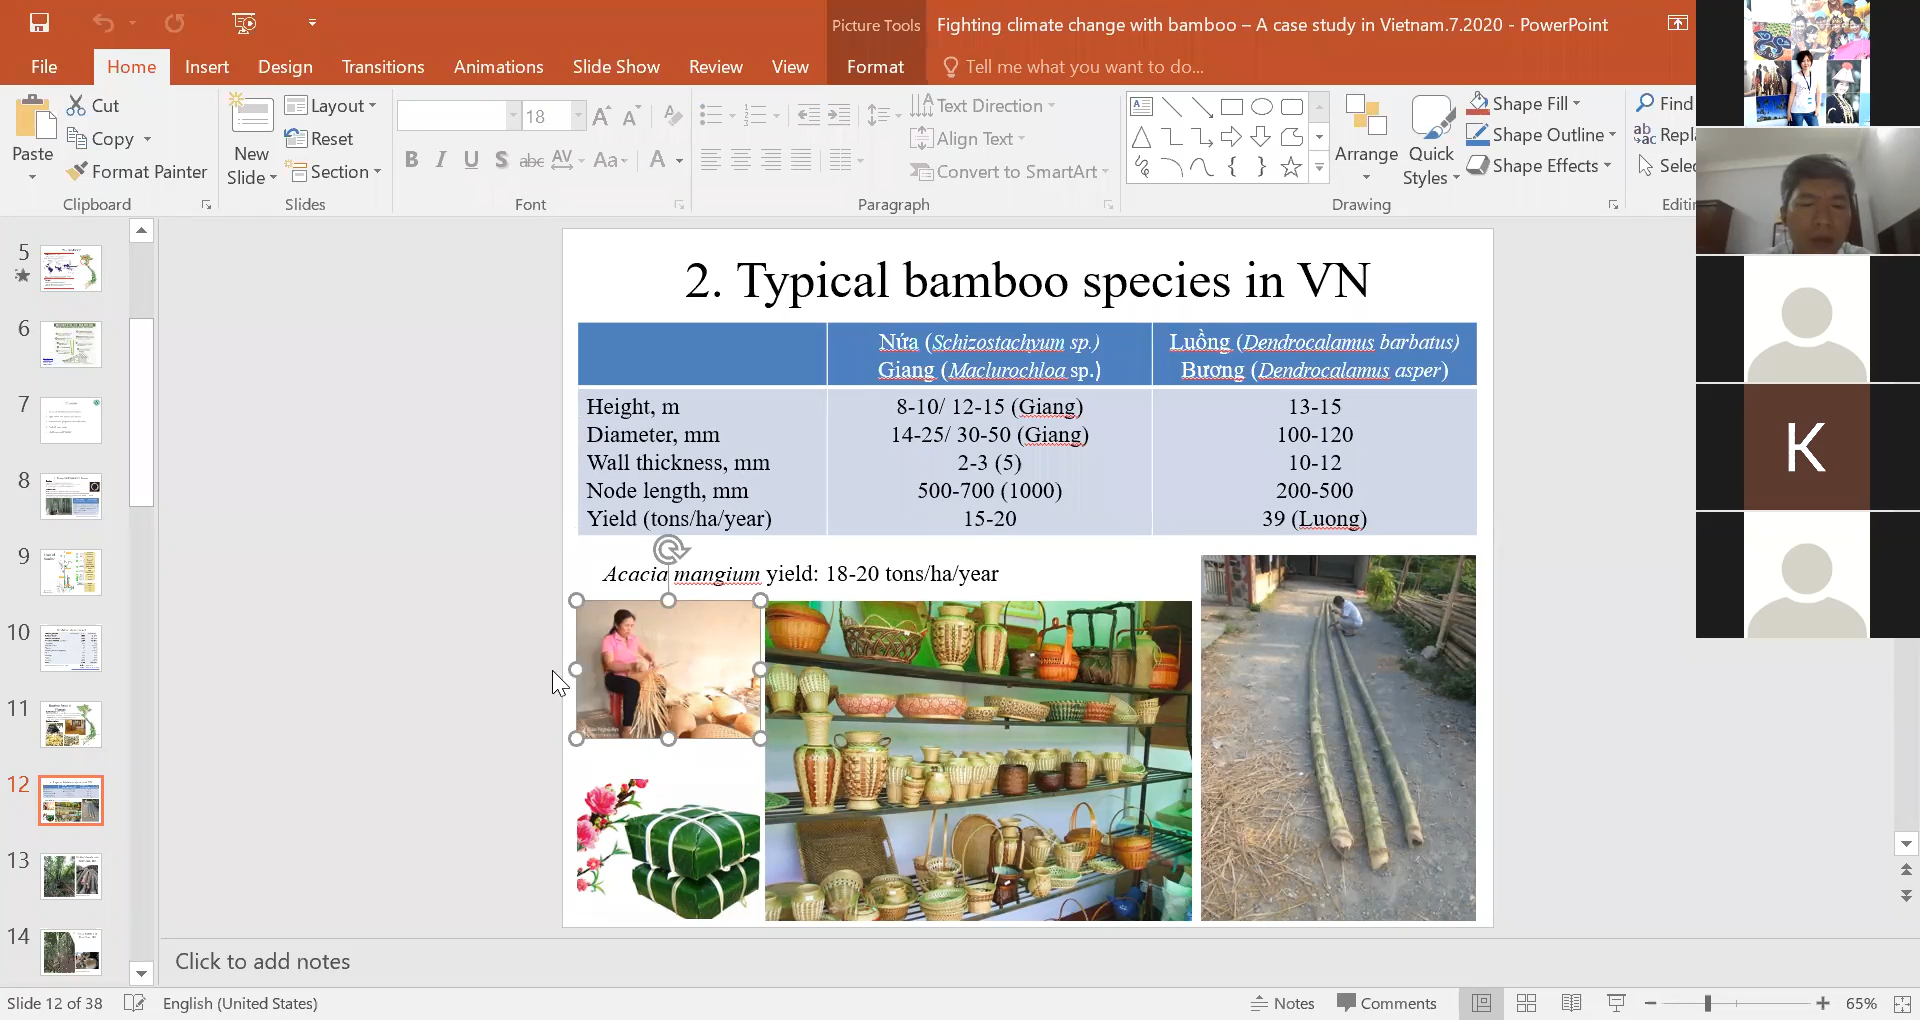 Picture Tools
Fighting climate change with bamboo – A case study in Vietnam.7.2020 - PowerPoint
File
Home
Insert
Design
Transitions
Animations
Slide Show
Review
View
Format
Tell me what you want to do...
Paste
Cut
Copy
Format Painter
Clipboard
New
Slide
Layout
Reset
Section
Slides
18
B
I
U
S
abc
AV
Aa
A
Font
Text Direction
Align Text
Convert to SmartArt
Paragraph
Arrange
Quick
Styles
Shape Fill
Shape Outline
Shape Effects
Drawing
Find
K
5
6
7
8
9
10
11
12
13
14
2. Typical bamboo species in VN
Nứa (Schizostachyum sp.)
Giang (Maclurochloa sp.)
Luồng (Dendrocalamus barbatus)
Bương (Dendrocalamus asper)
Height, m 8-10/ 12-15 (Giang) 13-15
Diameter, mm 14-25/ 30-50 (Giang) 100-120
Wall thickness, mm 2-3 (5) 10-12
Node length, mm 500-700 (1000) 200-500
Yield (tons/ha/year) 15-20 39 (Luong)
Acacia mangium yield: 18-20 tons/ha/year
Click to add notes
Slide 12 of 38
English (United States)
Notes
Comments
65%